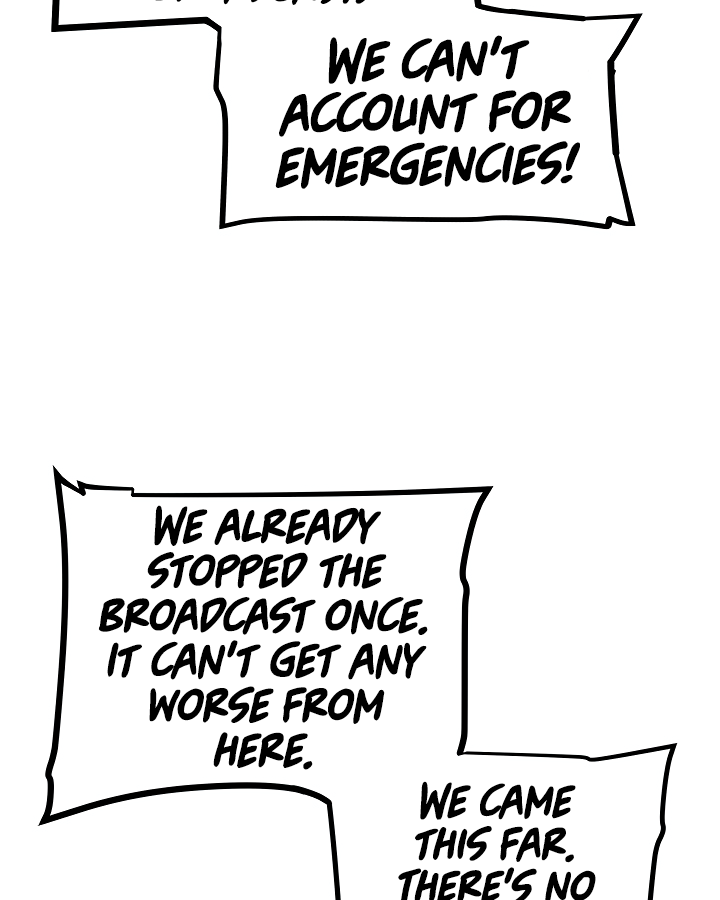 WE CAN'T
ACCOUNT FOR
EMERGENCIES!
WE ALREADY
STOPPED THE
BROADCAST ONCE.
IT CAN'T GET ANY
WORSE FROM
HERE.
WE CAME
THIS FAR.
THERE'S NO